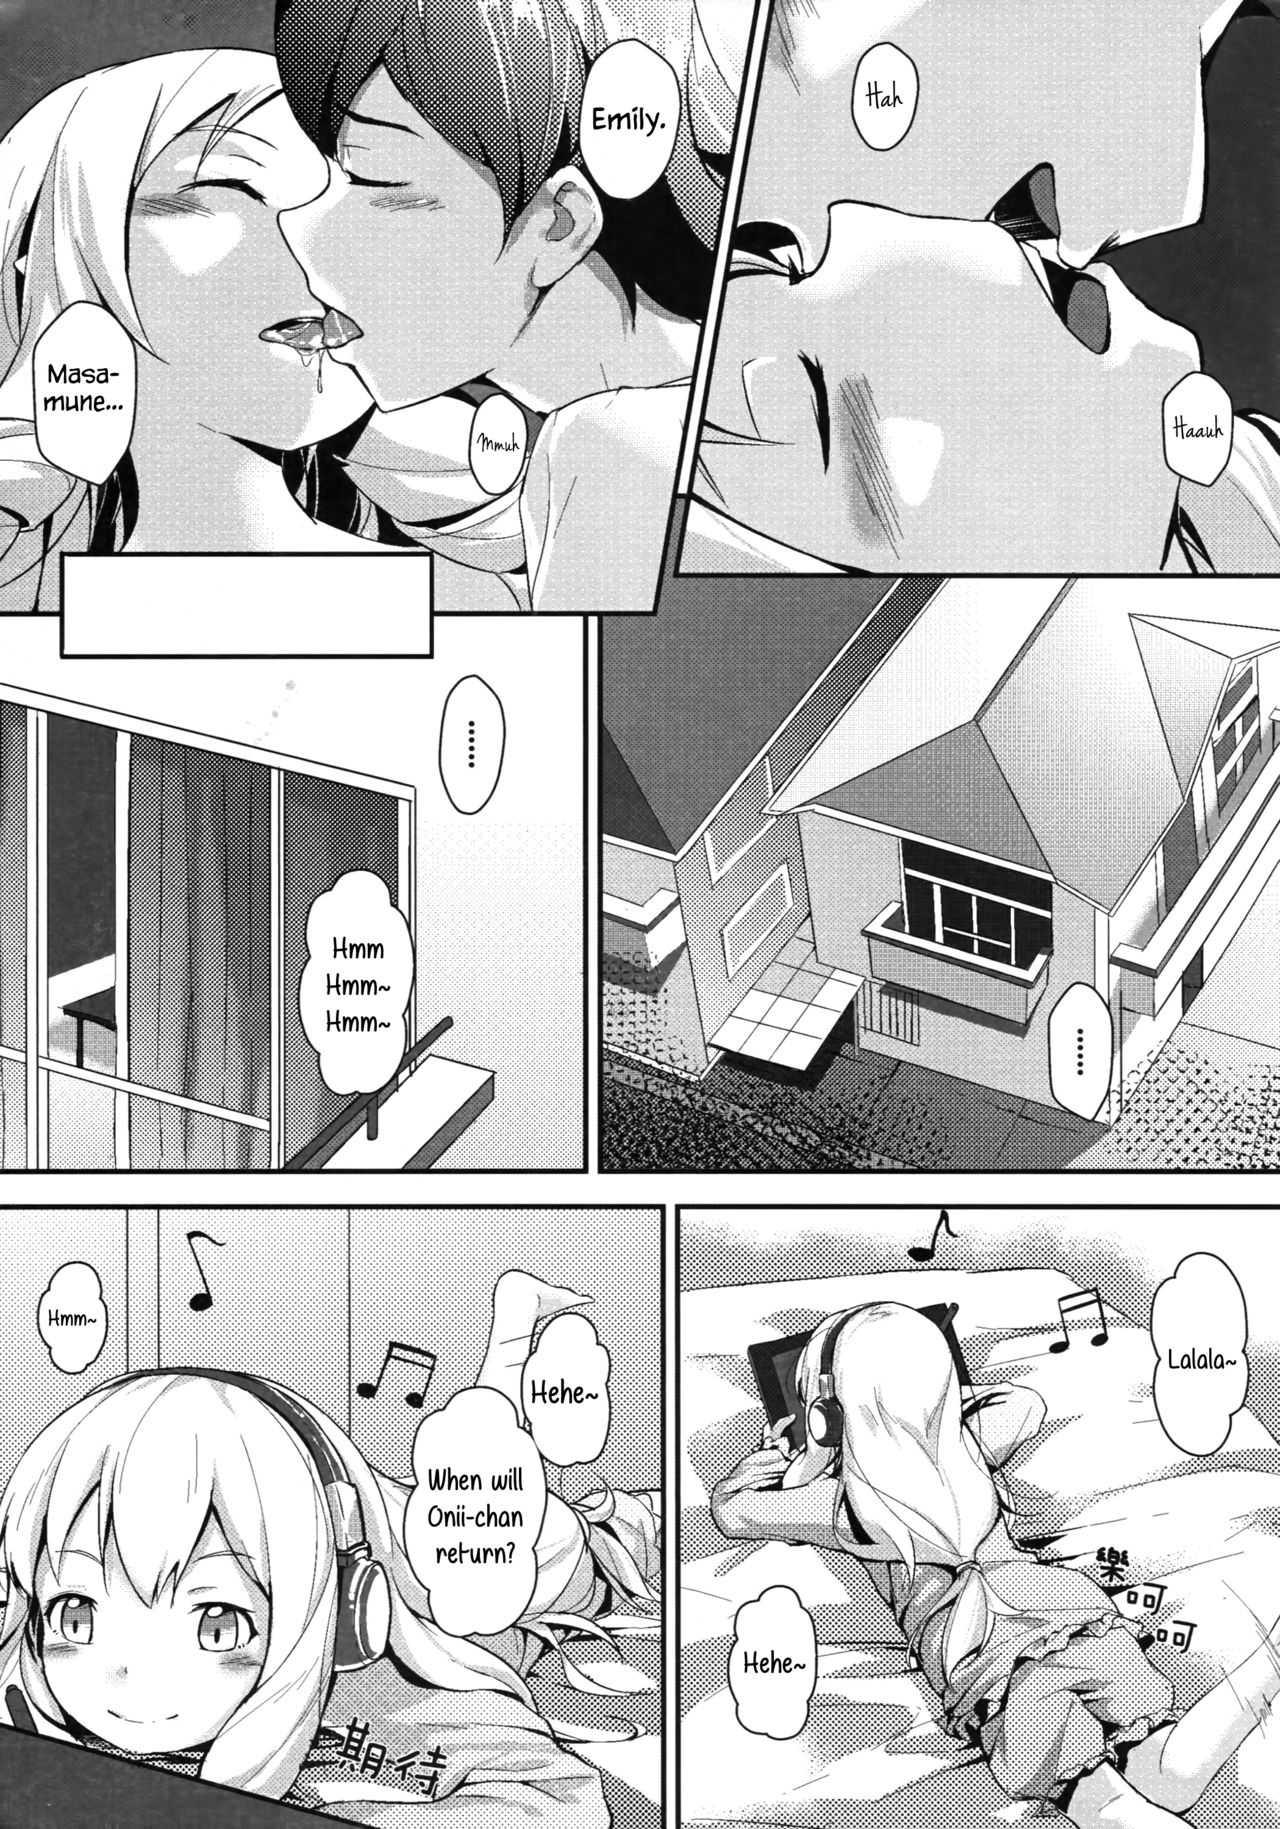 Hah
Haauh
Emily.
Mmuh
Masa-
mune...
......
......
Hmm
Hmm~
Hmm~
Lalala~
Hehe~
樂
呵
呵
Hehe~
When will
Onii-chan
return?
Hmm~
期待